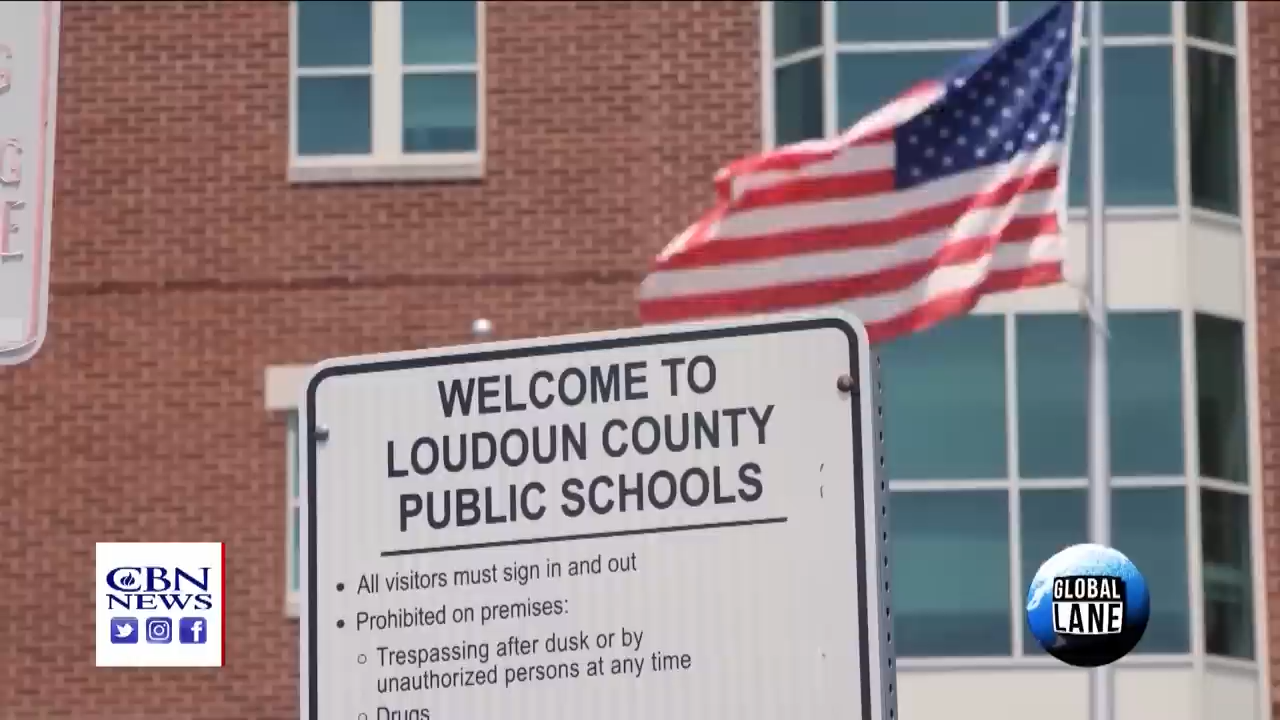 G
G
E
WELCOME TO
LOUDOUN COUNTY
PUBLIC SCHOOLS
• All visitors must sign in and out
• Prohibited on premises:
○ Trespassing after dusk or by
unauthorized persons at any time
○ Drugs
CBN
NEWS
GLOBAL
LANE